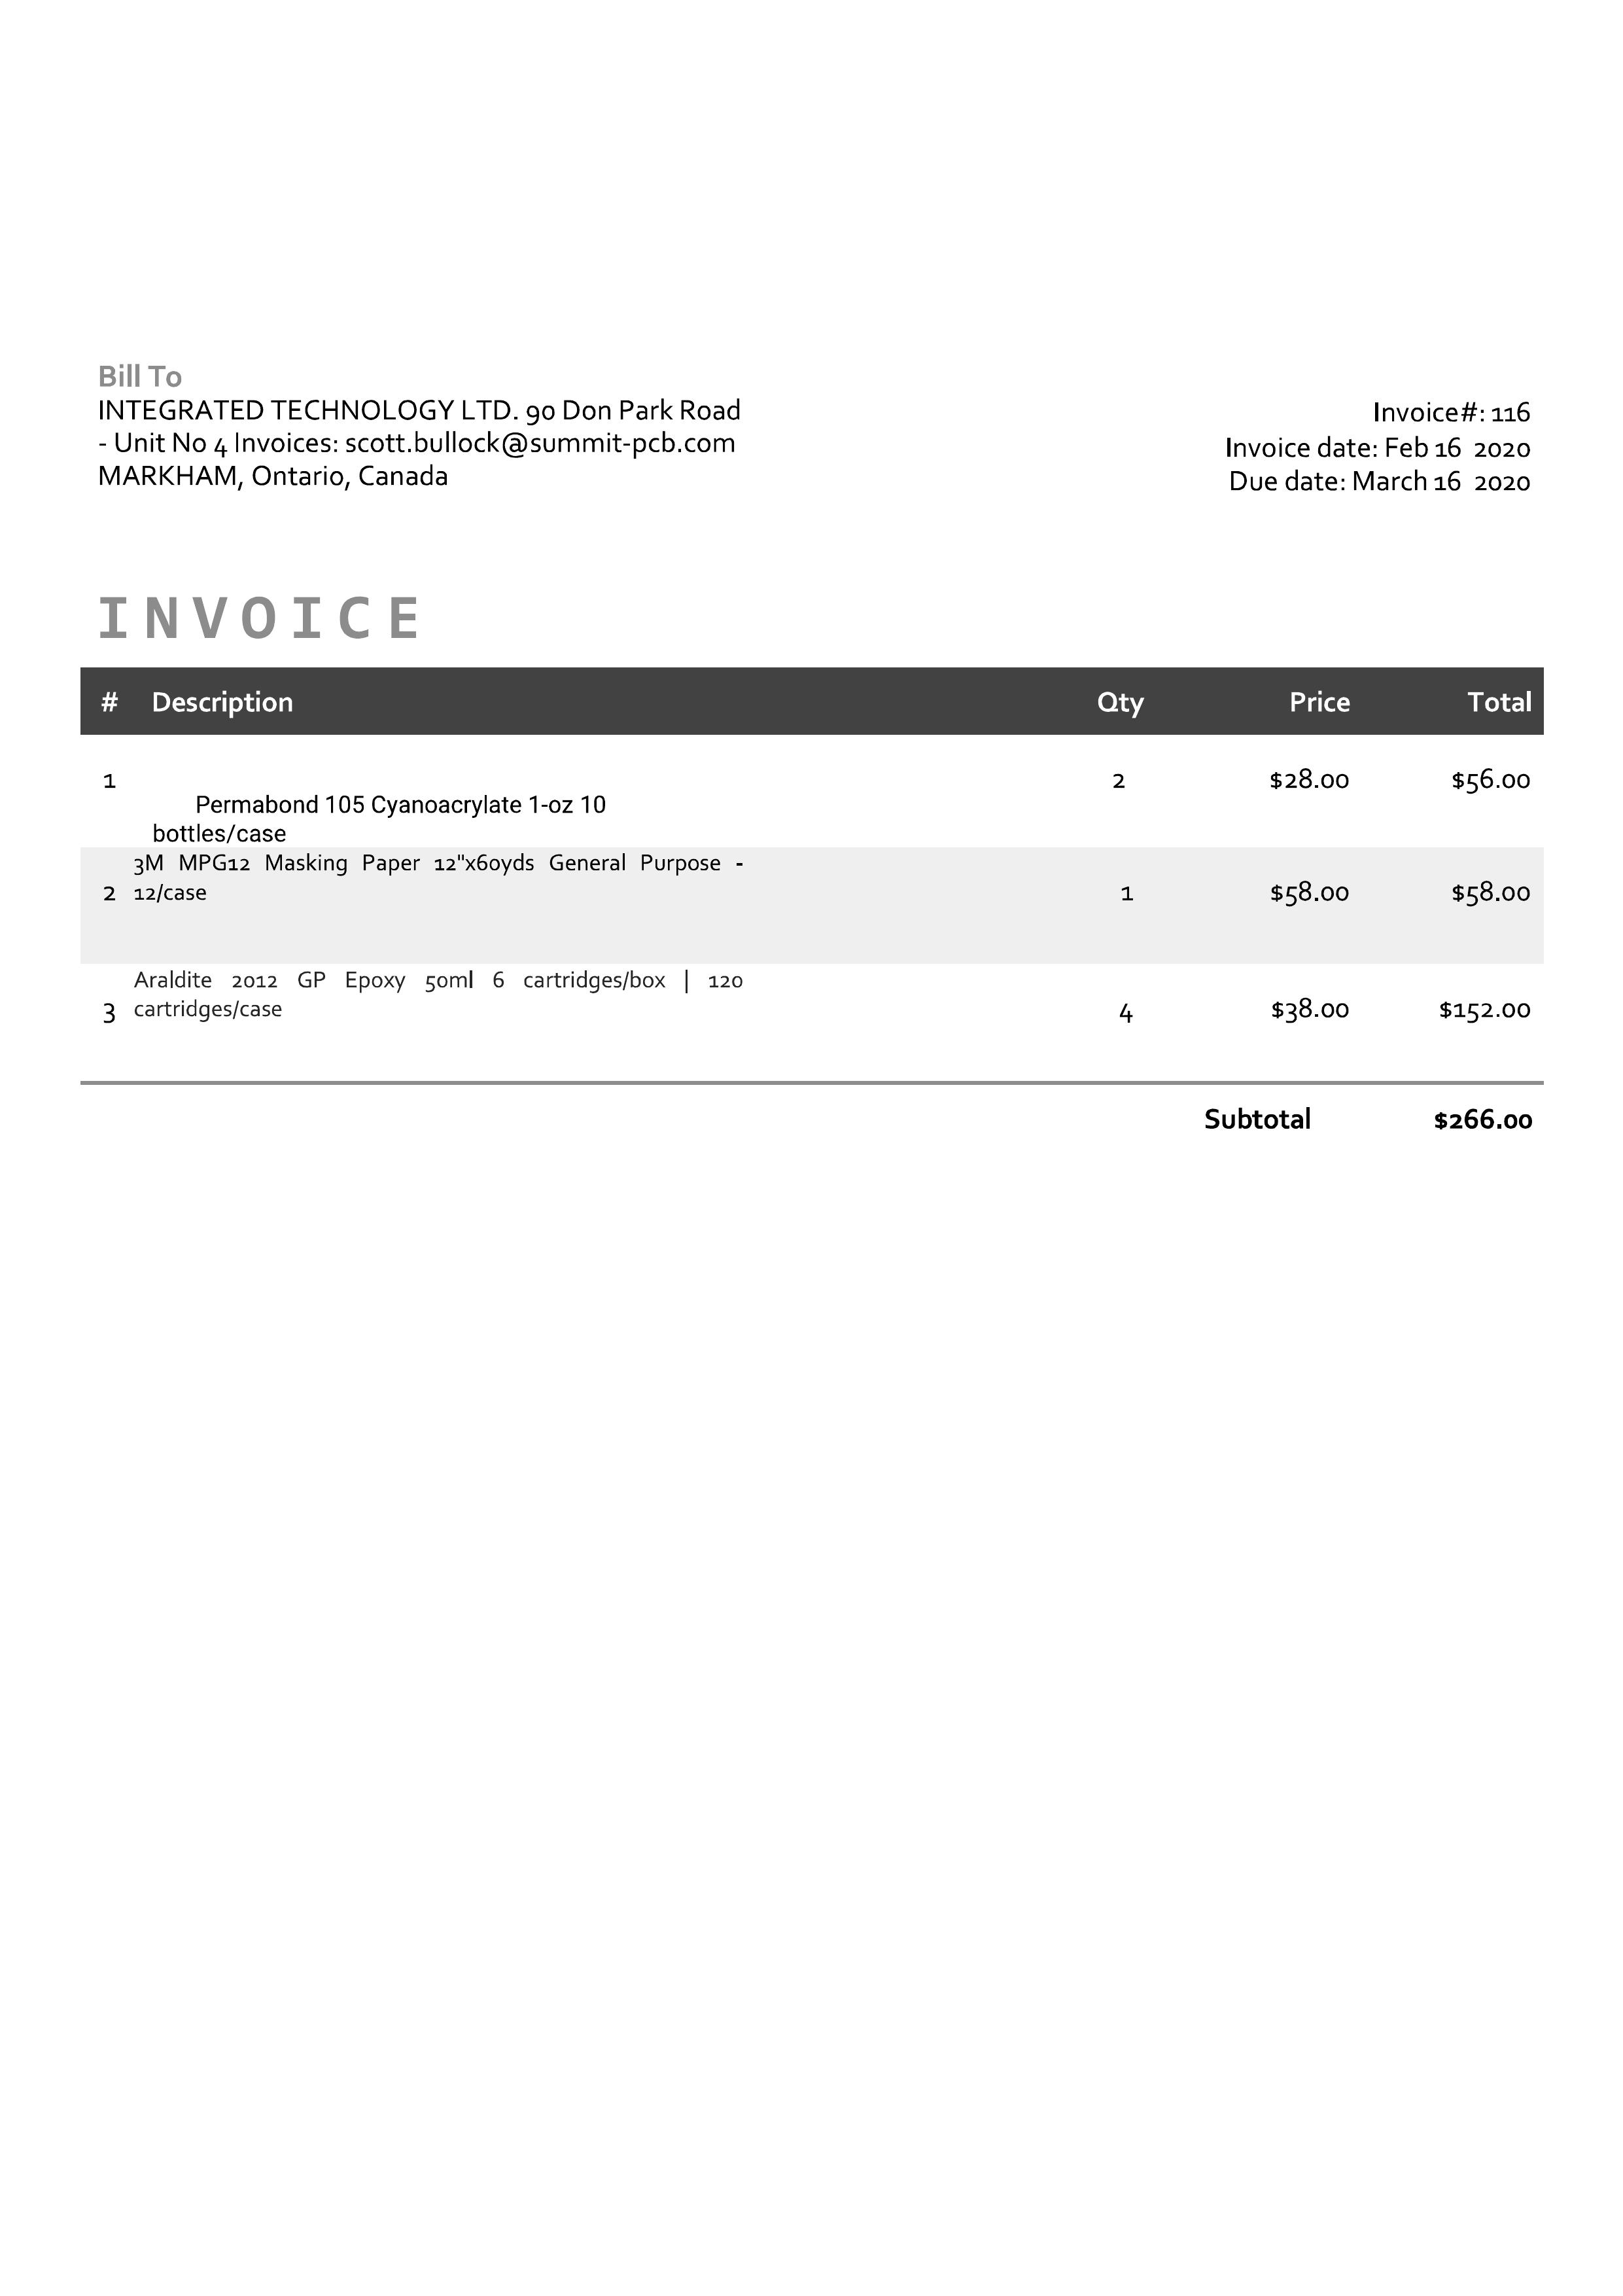 Bill To
INTEGRATED TECHNOLOGY LTD. 90 Don Park Road
- Unit No 4 Invoices: scott.bullock@summit-pcb.com
MARKHAM, Ontario, Canada
Invoice#: 116
Invoice date: Feb 16 2020
Due date: March 16 2020
INVOICE
# Description Qty Price Total
1 2 $28.00 $56.00
Permabond 105 Cyanoacrylate 1-oz 10
bottles/case
3M MPG12 Masking Paper 12"x60yds General Purpose -
2 12/case 1 $58.00 $58.00
Araldite 2012 GP Epoxy 50ml 6 cartridges/box | 120
3 cartridges/case 4 $38.00 $152.00
Subtotal $266.00